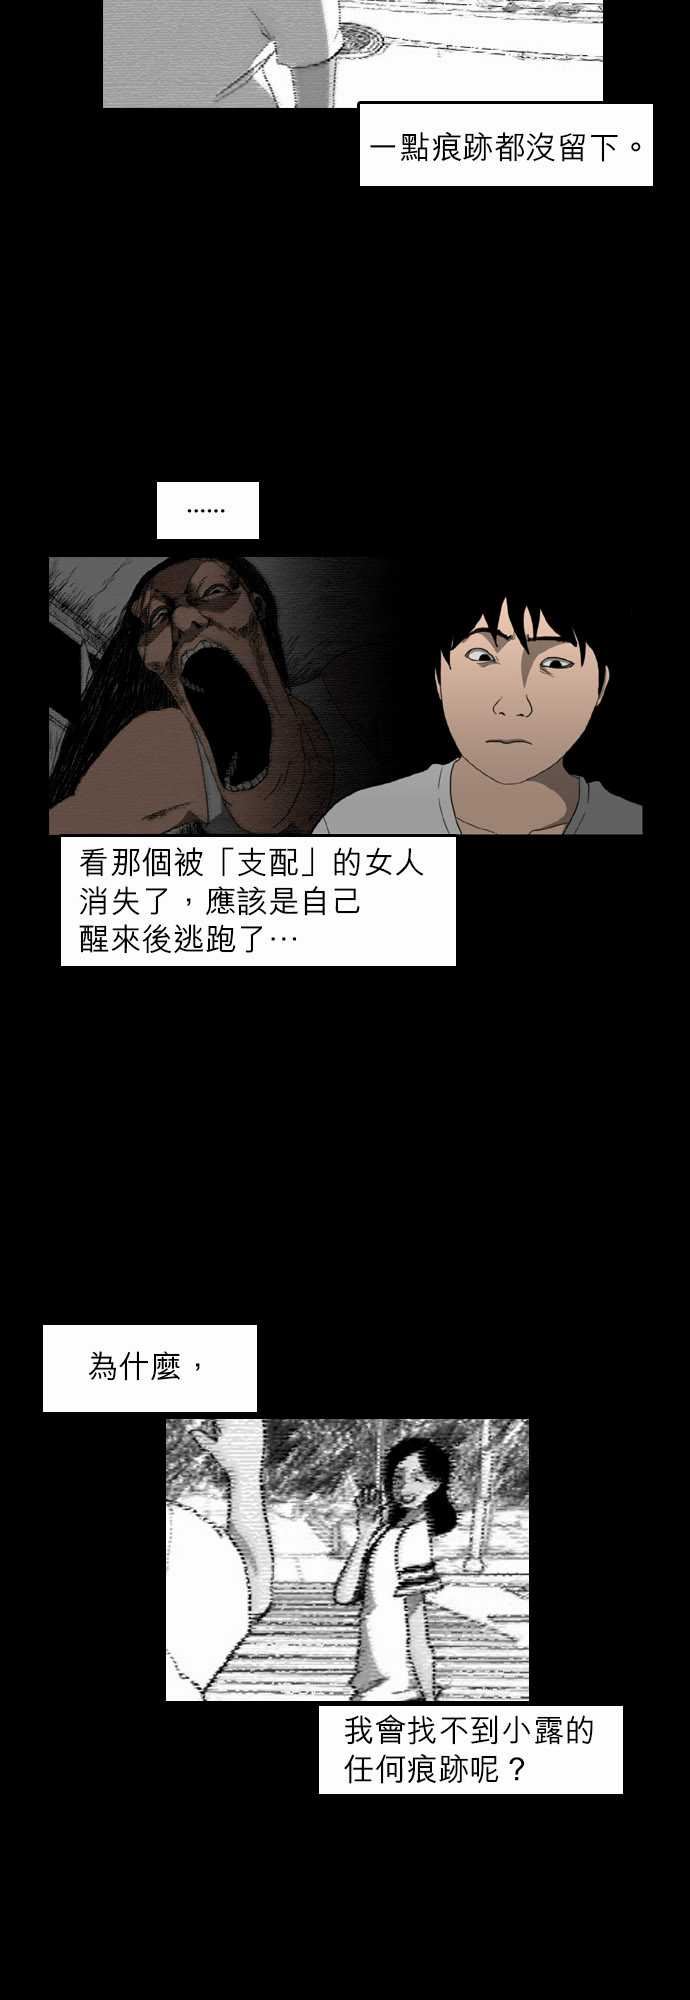 一點痕跡都沒留下。
……
看那個被「支配」的女人
消失了，應該是自己
醒來後逃跑了…
為什麼，
我會找不到小露的
任何痕跡呢？